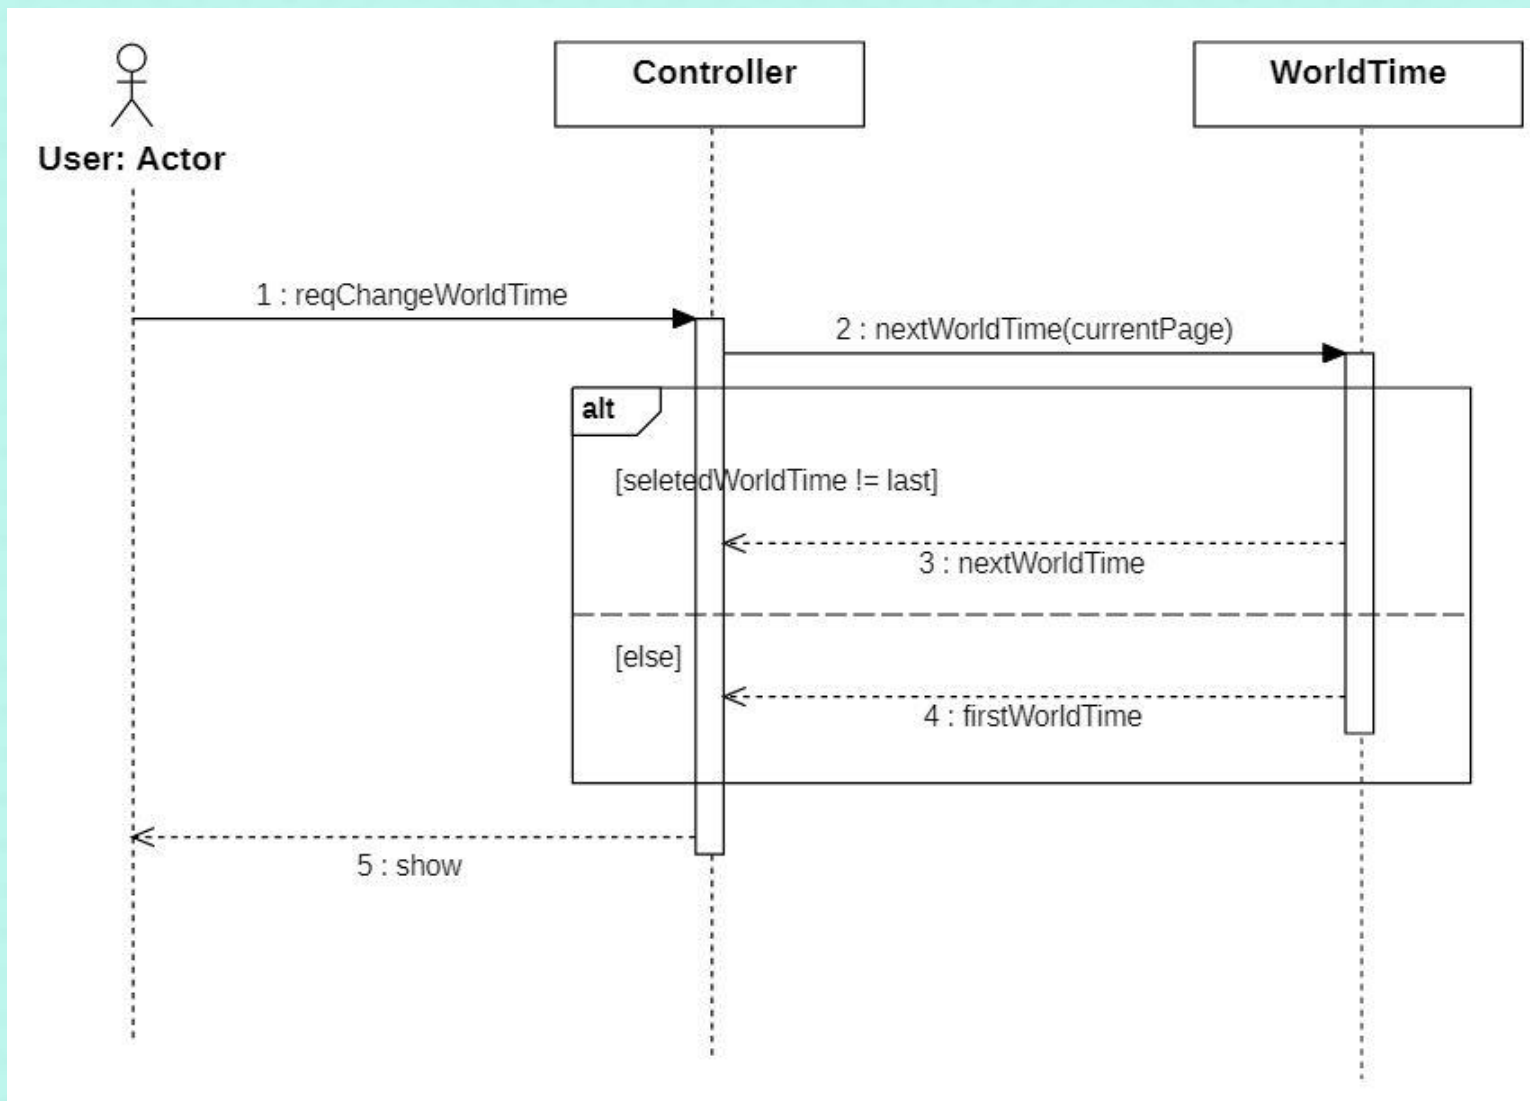 Controller
WorldTime
User: Actor
1 : reqChangeWorldTime
2 : nextWorldTime(currentPage)
alt
[seletedWorldTime != last]
3 : nextWorldTime
[else]
4 : firstWorldTime
5 : show